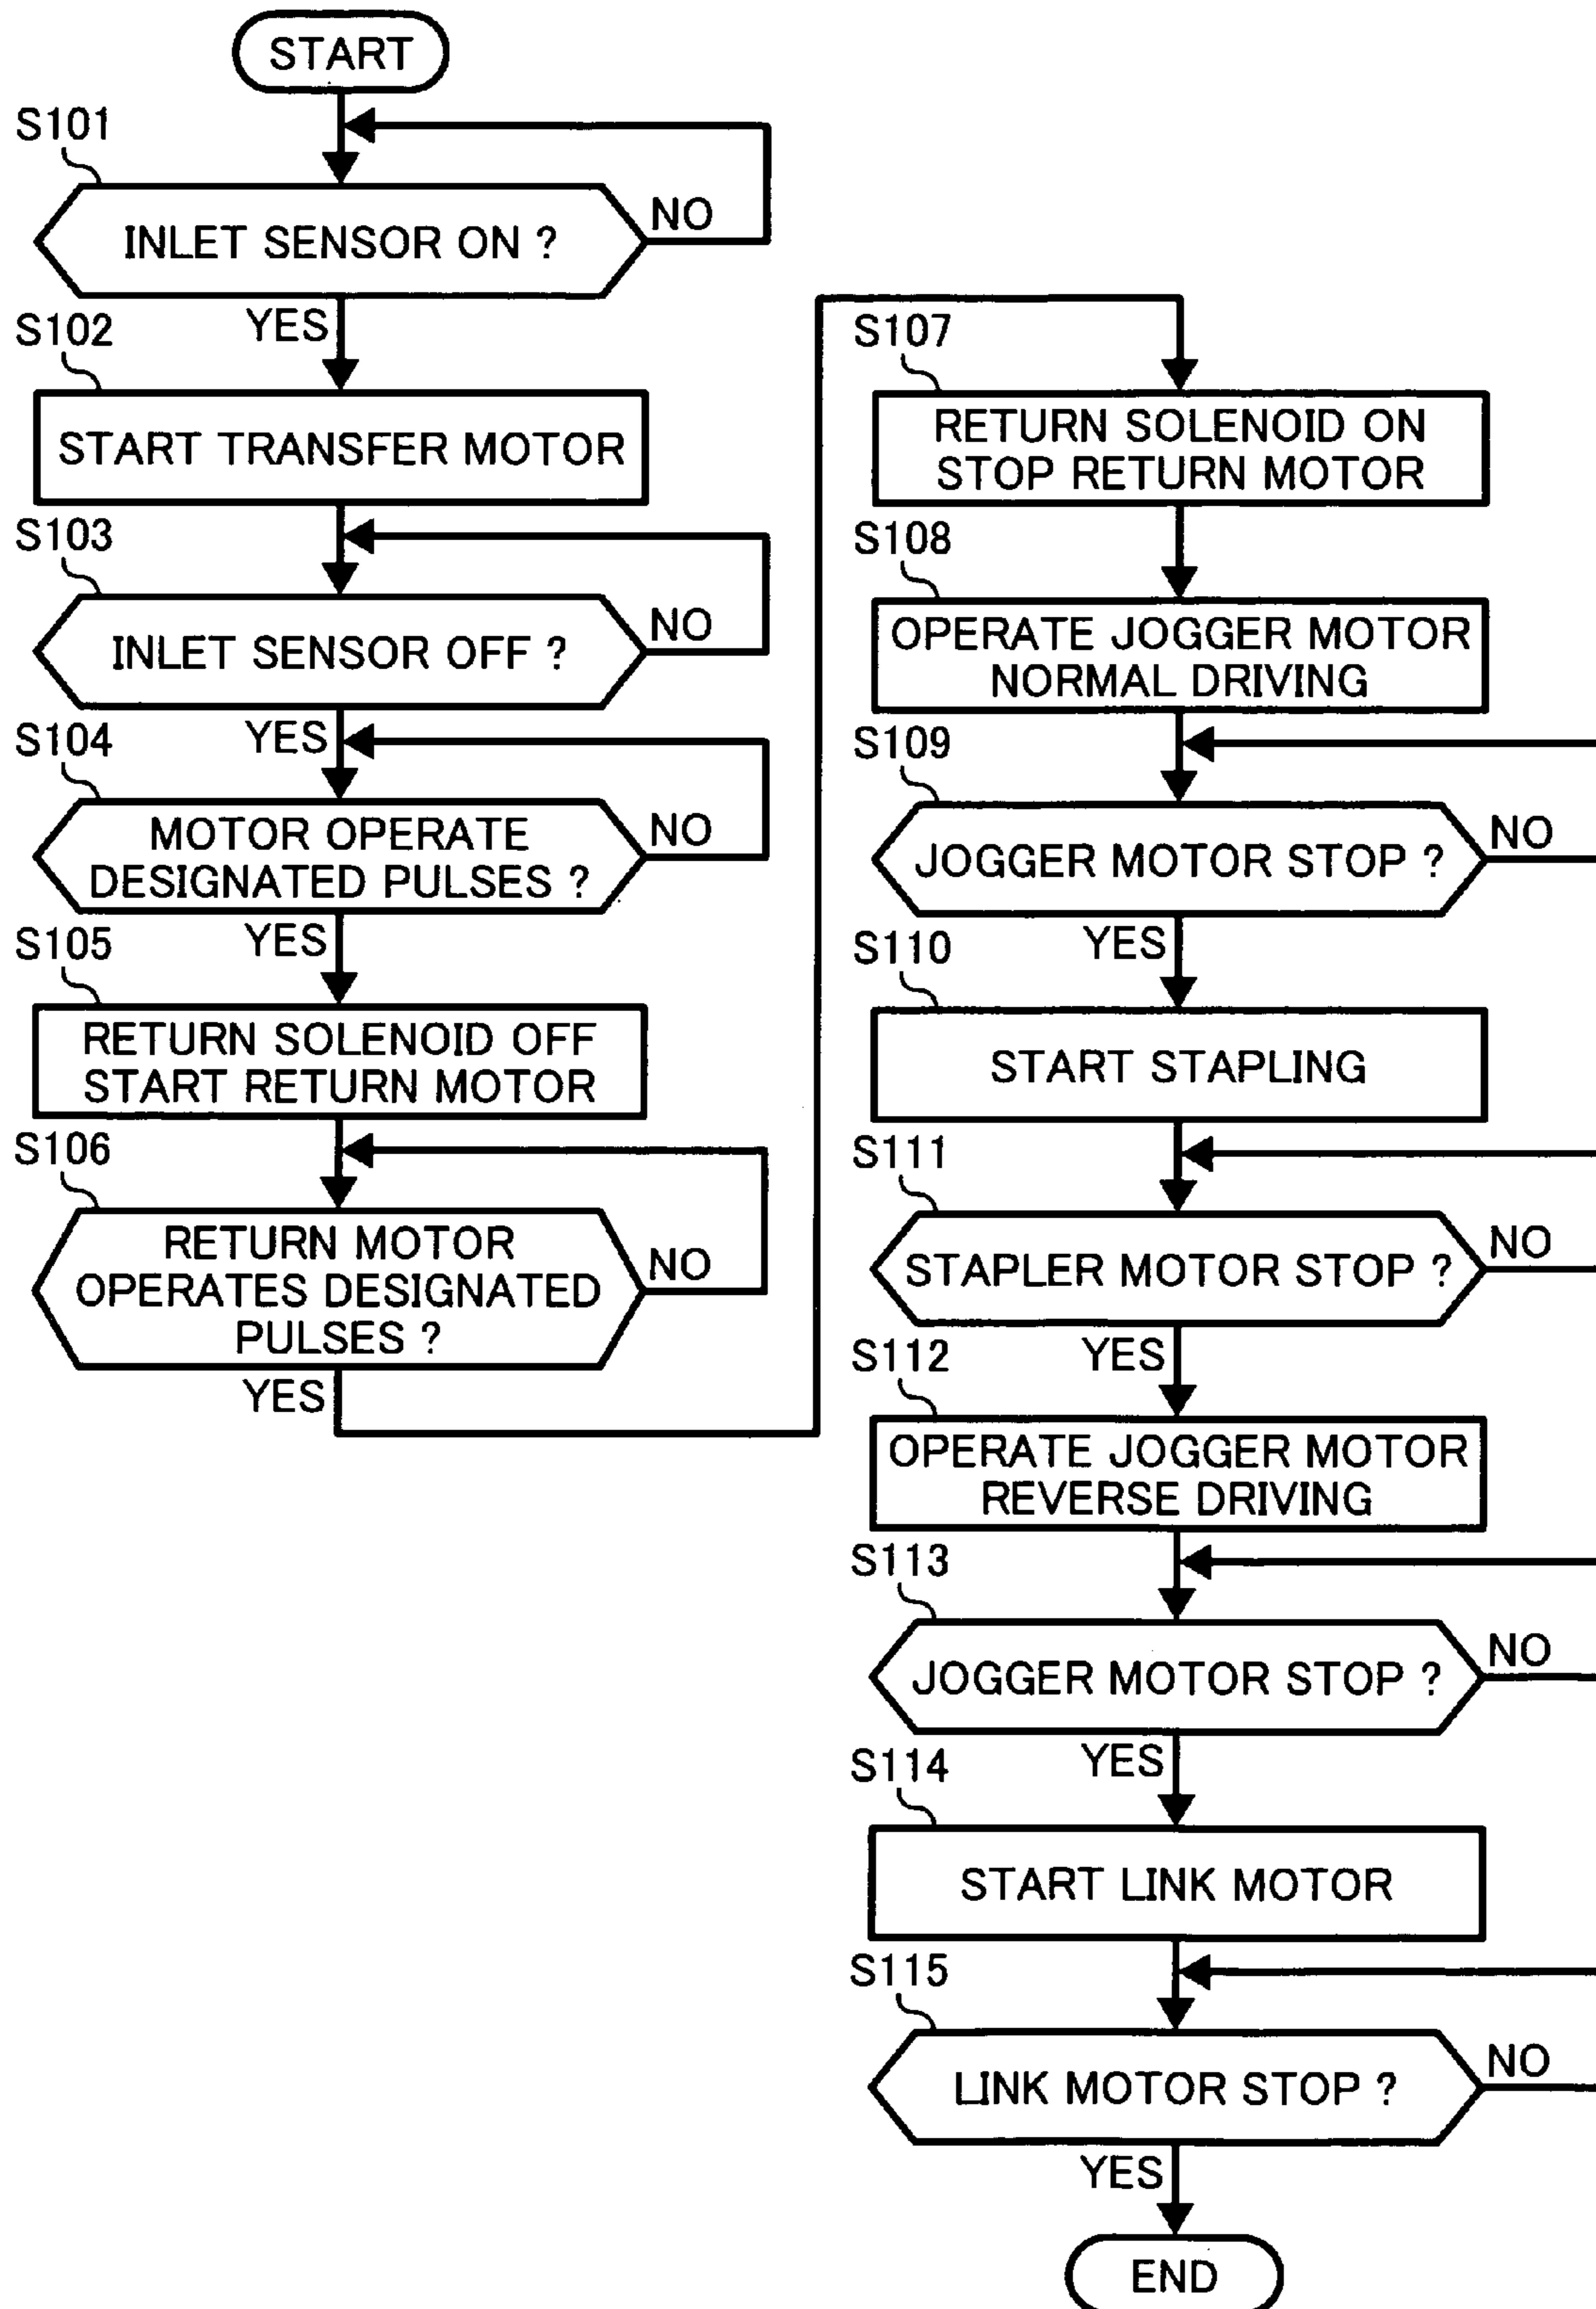 START
S101
INLET SENSOR ON ?
NO
YES
S102
START TRANSFER MOTOR
S103
INLET SENSOR OFF ?
NO
YES
S104
MOTOR OPERATE
DESIGNATED PULSES ?
NO
YES
S105
RETURN SOLENOID OFF
START RETURN MOTOR
S106
RETURN MOTOR
OPERATES DESIGNATED
PULSES ?
NO
YES
S107
RETURN SOLENOID ON
STOP RETURN MOTOR
S108
OPERATE JOGGER MOTOR
NORMAL DRIVING
S109
JOGGER MOTOR STOP ?
NO
YES
S110
START STAPLING
S111
STAPLER MOTOR STOP ?
NO
YES
S112
OPERATE JOGGER MOTOR
REVERSE DRIVING
S113
JOGGER MOTOR STOP ?
NO
YES
S114
START LINK MOTOR
S115
LINK MOTOR STOP ?
NO
YES
END